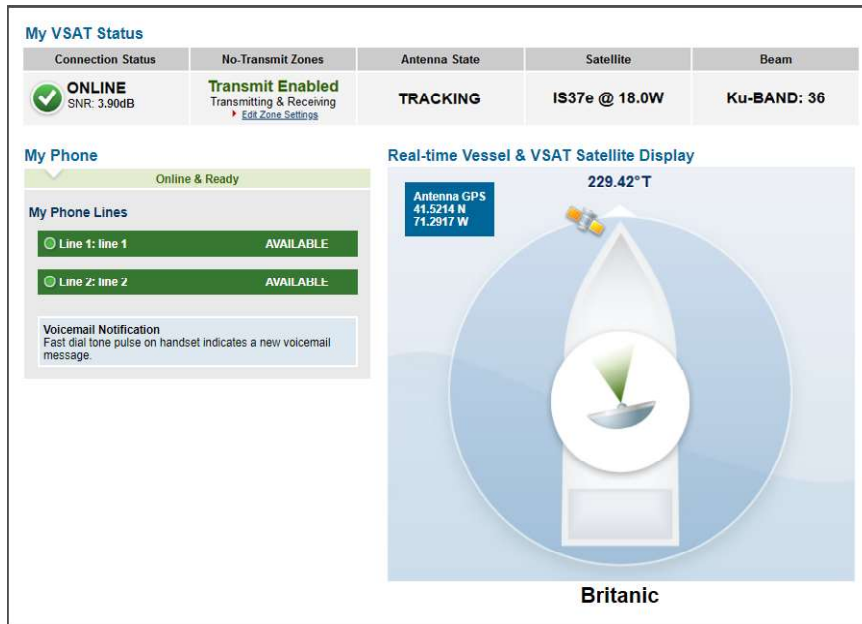 My VSAT Status
Connection Status No-Transmit Zones Antenna State Satellite Beam
ONLINE
SNR: 3.90dB
Transmit Enabled
Transmitting & Receiving
Edit Zone Settings
TRACKING
IS37e @ 18.0W
Ku-BAND: 36
My Phone
Online & Ready
My Phone Lines
Line 1: line 1 AVAILABLE
Line 2: line 2 AVAILABLE
Voicemail Notification
Fast dial tone pulse on handset indicates a new voicemail
message.
Real-time Vessel & VSAT Satellite Display
229.42°T
Antenna GPS
41.5214 N
71.2917 W
Britanic